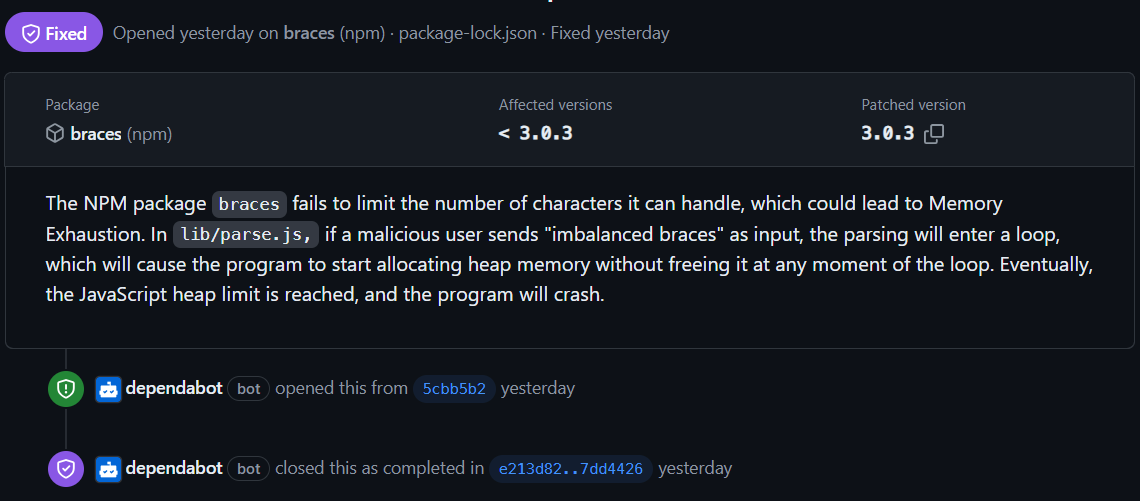 Fixed Opened yesterday on braces (npm) · package-lock.json · Fixed yesterday
Package Affected versions Patched version
braces (npm) < 3.0.3 3.0.3
The NPM package braces fails to limit the number of characters it can handle, which could lead to Memory
Exhaustion. In lib/parse.js, if a malicious user sends "imbalanced braces" as input, the parsing will enter a loop,
which will cause the program to start allocating heap memory without freeing it at any moment of the loop. Eventually,
the JavaScript heap limit is reached, and the program will crash.
dependabot bot opened this from 5cbb5b2 yesterday
dependabot bot closed this as completed in e213d82..7dd4426 yesterday